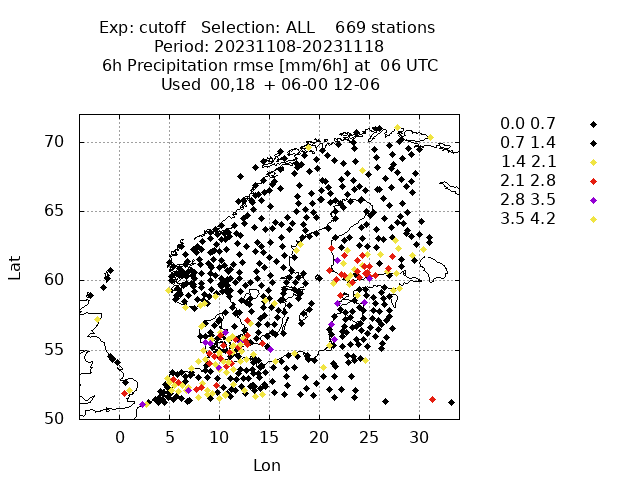 Exp: cutoff   Selection: ALL    669 stations
Period: 20231108-20231118
6h Precipitation rmse [mm/6h] at  06 UTC
Used  00,18  + 06-00 12-06
0.0 0.7
0.7 1.4
1.4 2.1
2.1 2.8
2.8 3.5
3.5 4.2
70
65
60
55
50
Lat
0 5 10 15 20 25 30
Lon